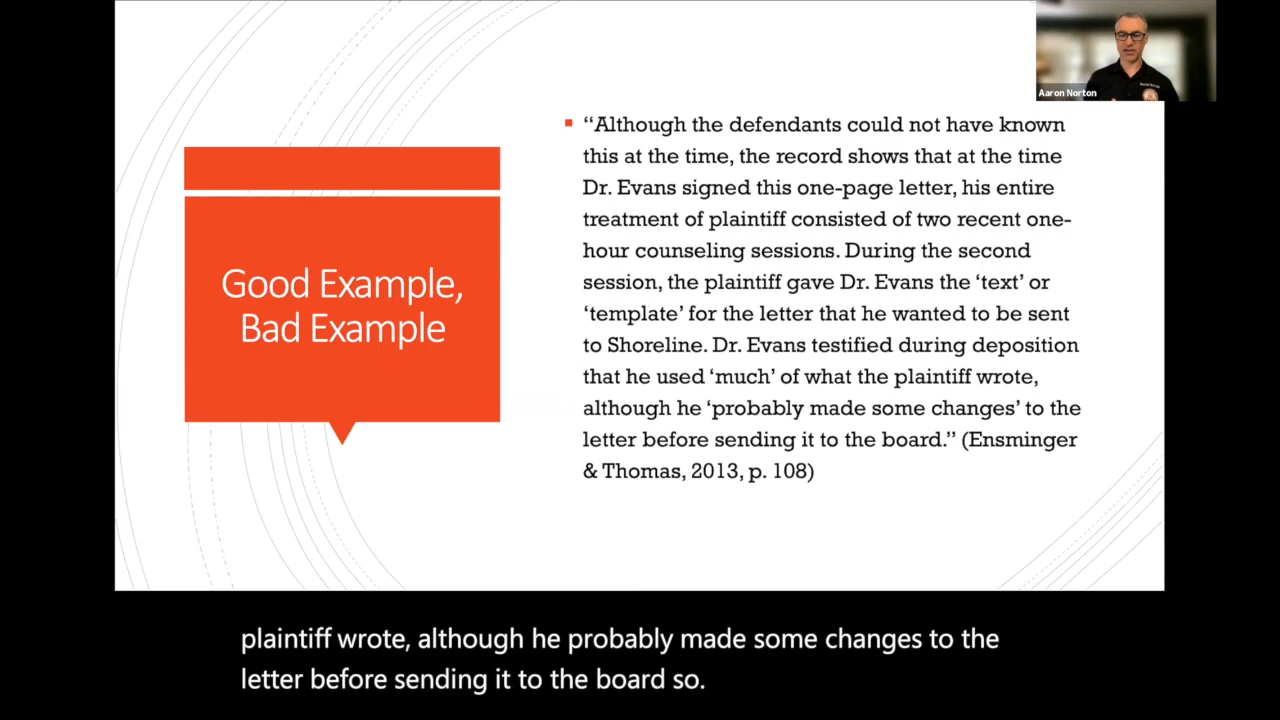 Aaron Norton
Good Example,
Bad Example
“Although the defendants could not have known
this at the time, the record shows that at the time
Dr. Evans signed this one-page letter, his entire
treatment of plaintiff consisted of two recent one-
hour counseling sessions. During the second
session, the plaintiff gave Dr. Evans the ‘text’ or
‘template’ for the letter that he wanted to be sent
to Shoreline. Dr. Evans testified during deposition
that he used ‘much’ of what the plaintiff wrote,
although he ‘probably made some changes’ to the
letter before sending it to the board.” (Ensminger
& Thomas, 2013, p. 108)
plaintiff wrote, although he probably made some changes to the
letter before sending it to the board so.